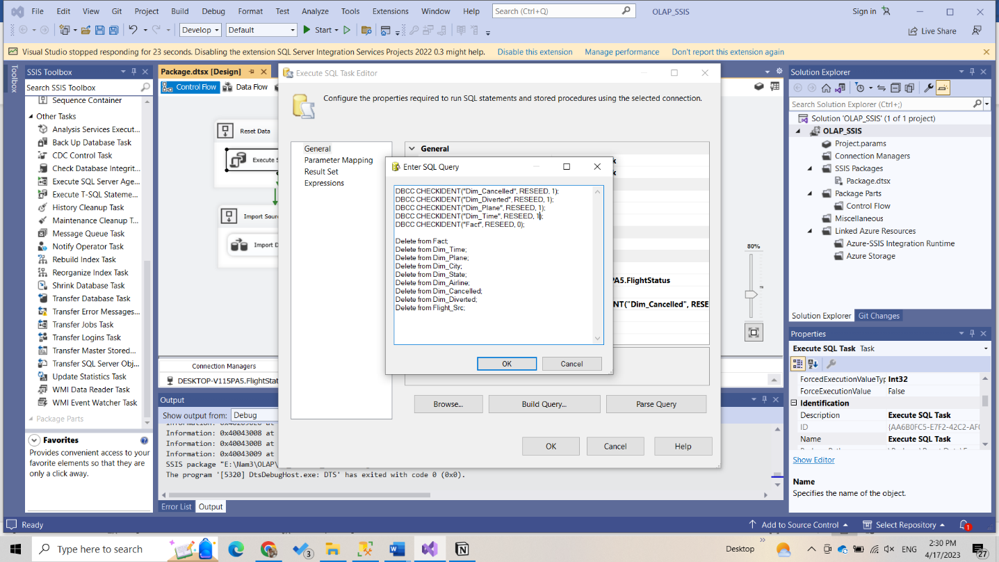 File Edit View Git Project Build Debug Format Test Analyze Tools Extensions Window Help Search (Ctrl+Q) OLAP_SSIS Sign in
Develop Default Start Live Share
Visual Studio stopped responding for 23 seconds. Disabling the extension SQL Server Integration Services Projects 2022 0.3 might help. Disable this extension Manage performance Don't report this extension again
Toolbox
SSIS Toolbox
Search SSIS Toolbox
Sequence Container
Other Tasks
Analysis Services Execut...
Back Up Database Task
CDC Control Task
Check Database Integrit...
Execute SQL Server Age...
Execute T-SQL Stateme...
History Cleanup Task
Maintenance Cleanup T...
Message Queue Task
Notify Operator Task
Rebuild Index Task
Reorganize Index Task
Shrink Database Task
Transfer Database Task
Transfer Error Messages...
Transfer Jobs Task
Transfer Logins Task
Transfer Master Stored...
Transfer SQL Server Obj...
Update Statistics Task
WMI Data Reader Task
WMI Event Watcher Task
Package Parts
Favorites
Provides convenient access to your
favorite elements so that they are
only a click away.
Package.dtsx [Design]
Control Flow Data Flow
Reset Data
Execute S
Import Sour
Import D
80%
Connection Managers
DESKTOP-V115PA5.FlightStat
Execute SQL Task Editor
Configure the properties required to run SQL statements and stored procedures using the selected connection.
General
Parameter Mapping
Result Set
Expressions
General
PA5.FlightStatus
NT("Dim_Cancelled", RESE
Browse... Build Query... Parse Query
OK Cancel Help
Enter SQL Query
DBCC CHECKIDENT("Dim_Cancelled", RESEED, 1);
DBCC CHECKIDENT("Dim_Diverted", RESEED, 1);
DBCC CHECKIDENT("Dim_Plane", RESEED, 1);
DBCC CHECKIDENT("Dim_Time", RESEED, 1);
DBCC CHECKIDENT("Fact", RESEED, 0);
Delete from Fact;
Delete from Dim_Time;
Delete from Dim_Plane;
Delete from Dim_City;
Delete from Dim_State;
Delete from Dim_Airline;
Delete from Dim_Cancelled;
Delete from Dim_Diverted;
Delete from Flight_Src;
OK Cancel
Output
Show output from: Debug
Information: 0x40043008 at
Information: 0x4004300B at
Information: 0x40043009 at
SSIS package "E:\Nam3\OLAP\
The program '[5320] DtsDebugHost.exe: DTS' has exited with code 0 (0x0).
Error List Output
Solution Explorer
Search Solution Explorer (Ctrl+;)
Solution 'OLAP_SSIS' (1 of 1 project)
OLAP_SSIS
Project.params
Connection Managers
SSIS Packages
Package.dtsx
Package Parts
Control Flow
Miscellaneous
Linked Azure Resources
Azure-SSIS Integration Runtime
Azure Storage
Solution Explorer Git Changes
Properties
Execute SQL Task Task
ForcedExecutionValueTyp Int32
ForceExecutionValue False
Identification
Description Execute SQL Task
ID {AA6B0FC5-E7F2-42C2-AF0
Name Execute SQL Task
Show Editor
Name
Specifies the name of the object.
Ready Add to Source Control Select Repository 1
Type here to search 3 Desktop ENG 2:30 PM
4/17/2023 27